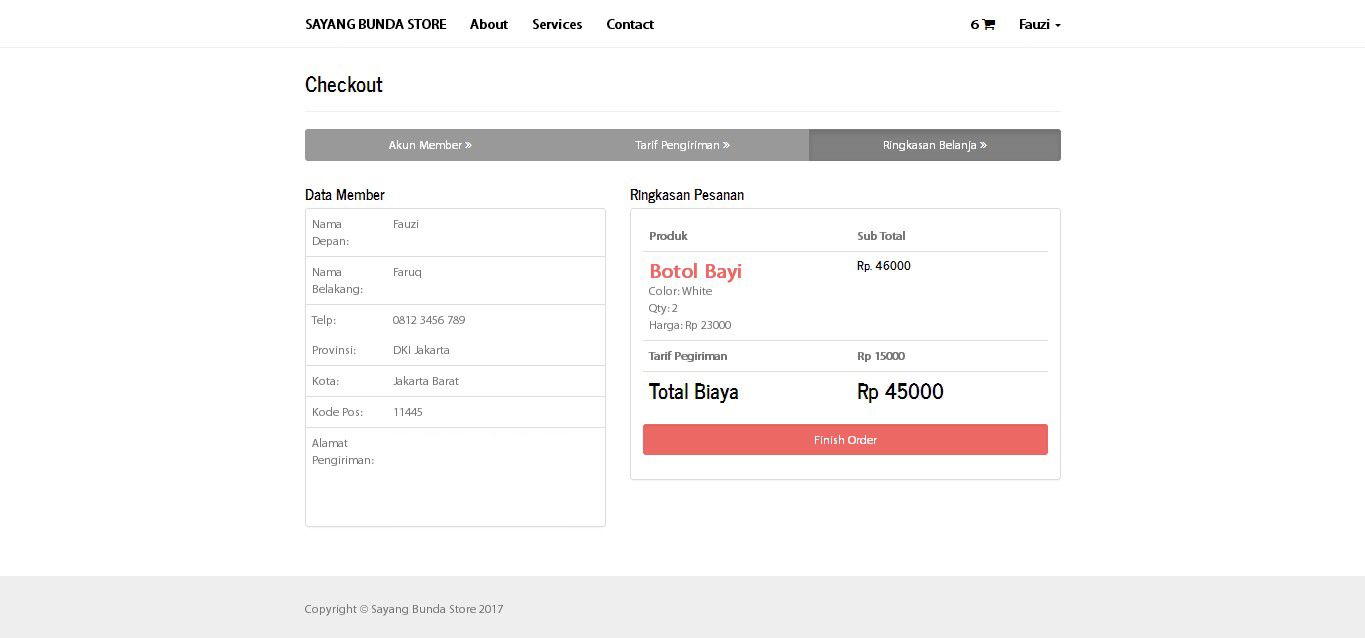 SAYANG BUNDA STORE About Services Contact 6 Fauzi
Checkout
Akun Member » Tarif Pengiriman » Ringkasan Belanja »
Data Member
Nama Depan: Fauzi
Nama Belakang: Faruq
Telp: 0812 3456 789
Provinsi: DKI Jakarta
Kota: Jakarta Barat
Kode Pos: 11445
Alamat
Pengiriman:
Ringkasan Pesanan
Produk Sub Total
Botol Bayi Rp. 46000
Color: White
Qty: 2
Harga: Rp 23000
Tarif Pegiriman Rp 15000
Total Biaya Rp 45000
Finish Order
Copyright © Sayang Bunda Store 2017